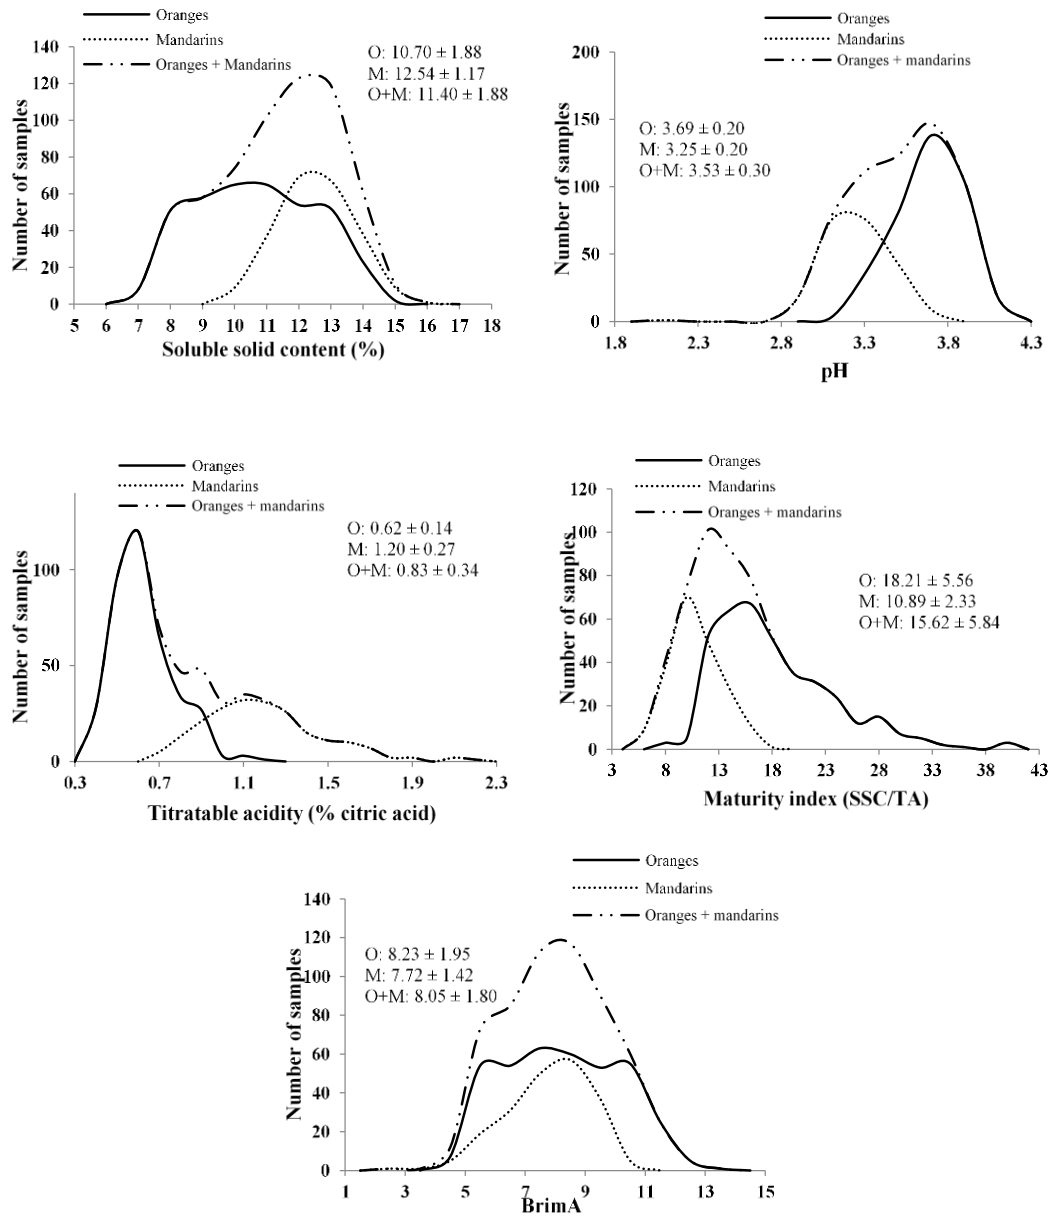 Oranges
Mandarins
Oranges + Mandarins
O: 10.70 ± 1.88
M: 12.54 ± 1.17
O+M: 11.40 ± 1.88
Number of samples
140
120
100
80
60
40
20
0
5 6 7 8 9 10 11 12 13 14 15 16 17 18
Soluble solid content (%)
Oranges
Mandarins
Oranges + mandarins
O: 3.69 ± 0.20
M: 3.25 ± 0.20
O+M: 3.53 ± 0.30
Number of samples
200
150
100
50
0
1.8 2.3 2.8 3.3 3.8 4.3
pH
Oranges
Mandarins
Oranges + mandarins
O: 0.62 ± 0.14
M: 1.20 ± 0.27
O+M: 0.83 ± 0.34
Number of samples
100
50
0
0.3 0.7 1.1 1.5 1.9 2.3
Titratable acidity (% citric acid)
Oranges
Mandarins
Oranges + mandarins
O: 18.21 ± 5.56
M: 10.89 ± 2.33
O+M: 15.62 ± 5.84
Number of samples
120
100
80
60
40
20
0
3 8 13 18 23 28 33 38 43
Maturity index (SSC/TA)
Oranges
Mandarins
Oranges + mandarins
O: 8.23 ± 1.95
M: 7.72 ± 1.42
O+M: 8.05 ± 1.80
Number of samples
140
120
100
80
60
40
20
0
1 3 5 7 9 11 13 15
BrimA